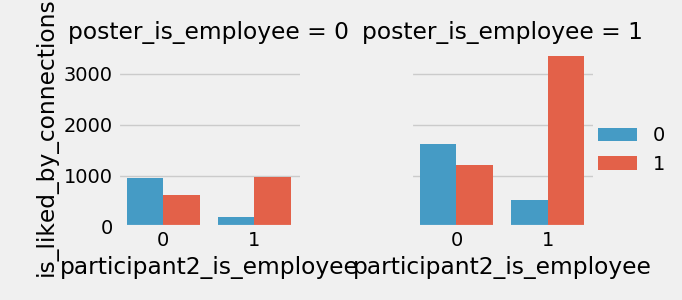 poster_is_employee = 0
poster_is_employee = 1
is_liked_by_connections
3000
2000
1000
0
0
1
0
1
participant2_is_employee
participant2_is_employee
0
1